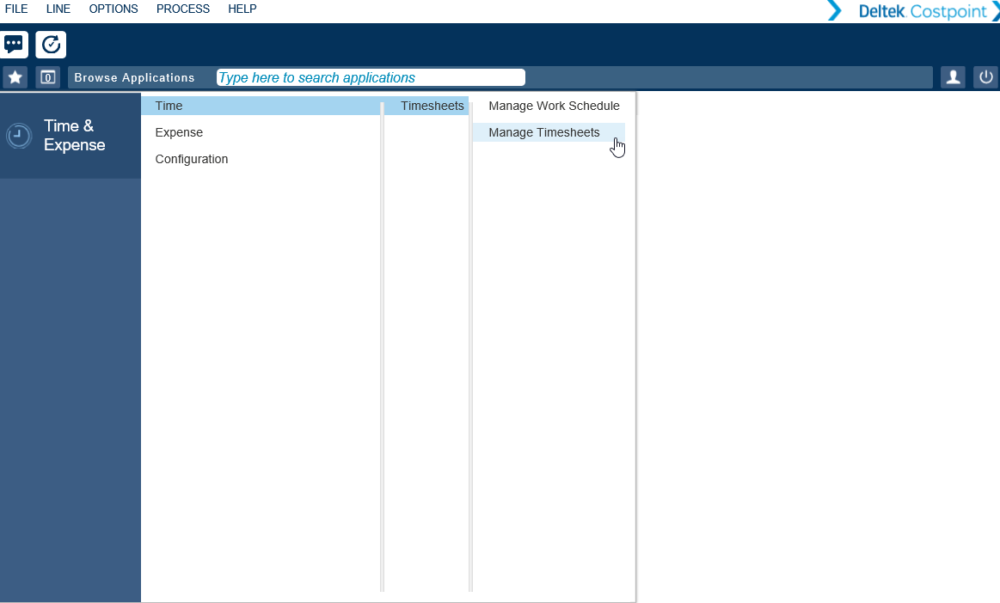 FILE LINE OPTIONS PROCESS HELP
Deltek Costpoint
0 Browse Applications Type here to search applications
Time & Expense
Time Timesheets Manage Work Schedule
Expense Manage Timesheets
Configuration